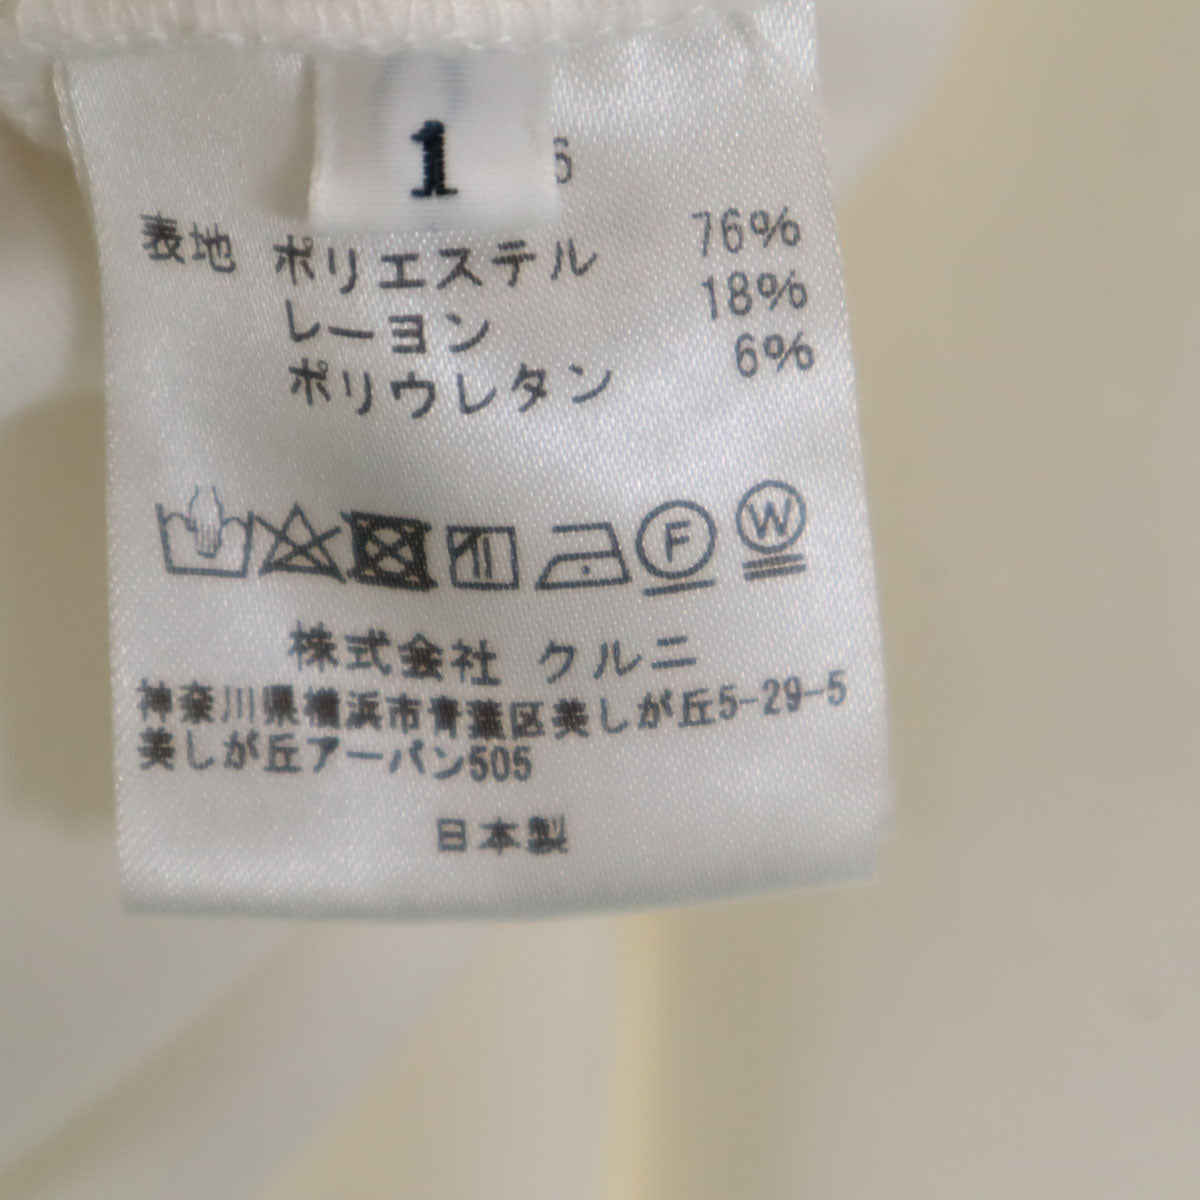 1
6
表地 ポリエステル 76%
レーヨン 18%
ポリウレタン 6%
F W
株式会社 クルニ
神奈川県横浜市青葉区美しが丘5-29-5
美しが丘アーバン505
日本製